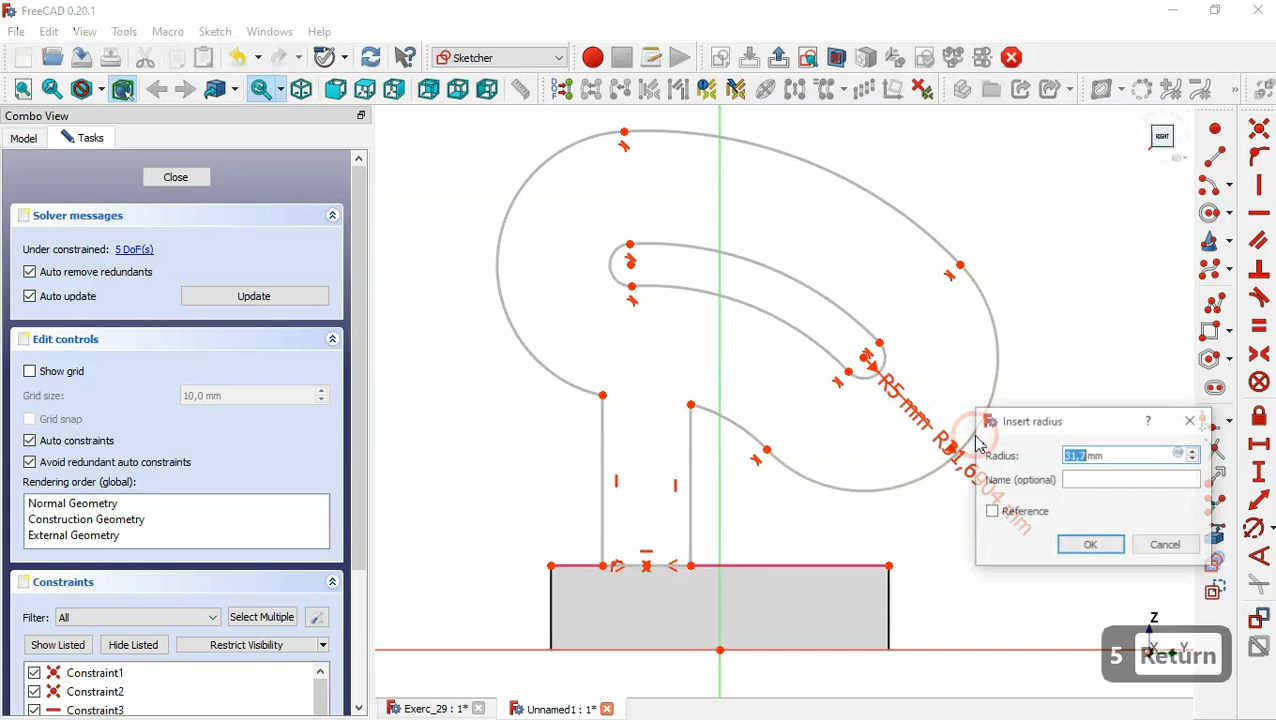 FreeCAD 0.20.1
File Edit View Tools Macro Sketch Windows Help
Sketcher
Combo View
Model Tasks
Close
Solver messages
Under constrained: 5 DoF(s)
Auto remove redundants
Auto update Update
Edit controls
Show grid
Grid size: 10,0 mm
Grid snap
Auto constraints
Avoid redundant auto constraints
Rendering order (global):
Normal Geometry
Construction Geometry
External Geometry
Constraints
Filter: All Select Multiple
Show Listed Hide Listed Restrict Visibility
Constraint1
Constraint2
Constraint3
RIGHT
R5 mm
Insert radius ?
Radius: 31,7 mm
Name (optional)
Reference
OK Cancel
Z
X Y
5 Return
Exerc_29 : 1*
Unnamed1 : 1*